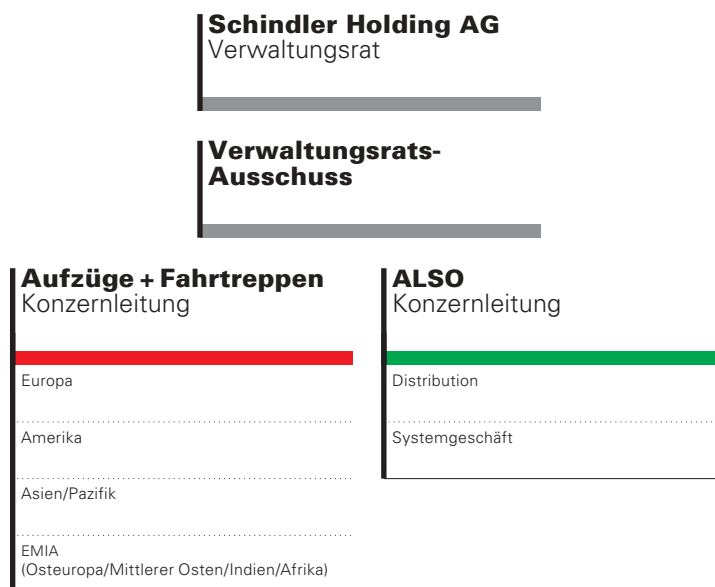 Schindler Holding AG
Verwaltungsrat
Verwaltungsrats-
Ausschuss
Aufzüge + Fahrtreppen
Konzernleitung
Europa
Amerika
Asien/Pazifik
EMIA
(Osteuropa/Mittlerer Osten/Indien/Afrika)
ALSO
Konzernleitung
Distribution
Systemgeschäft